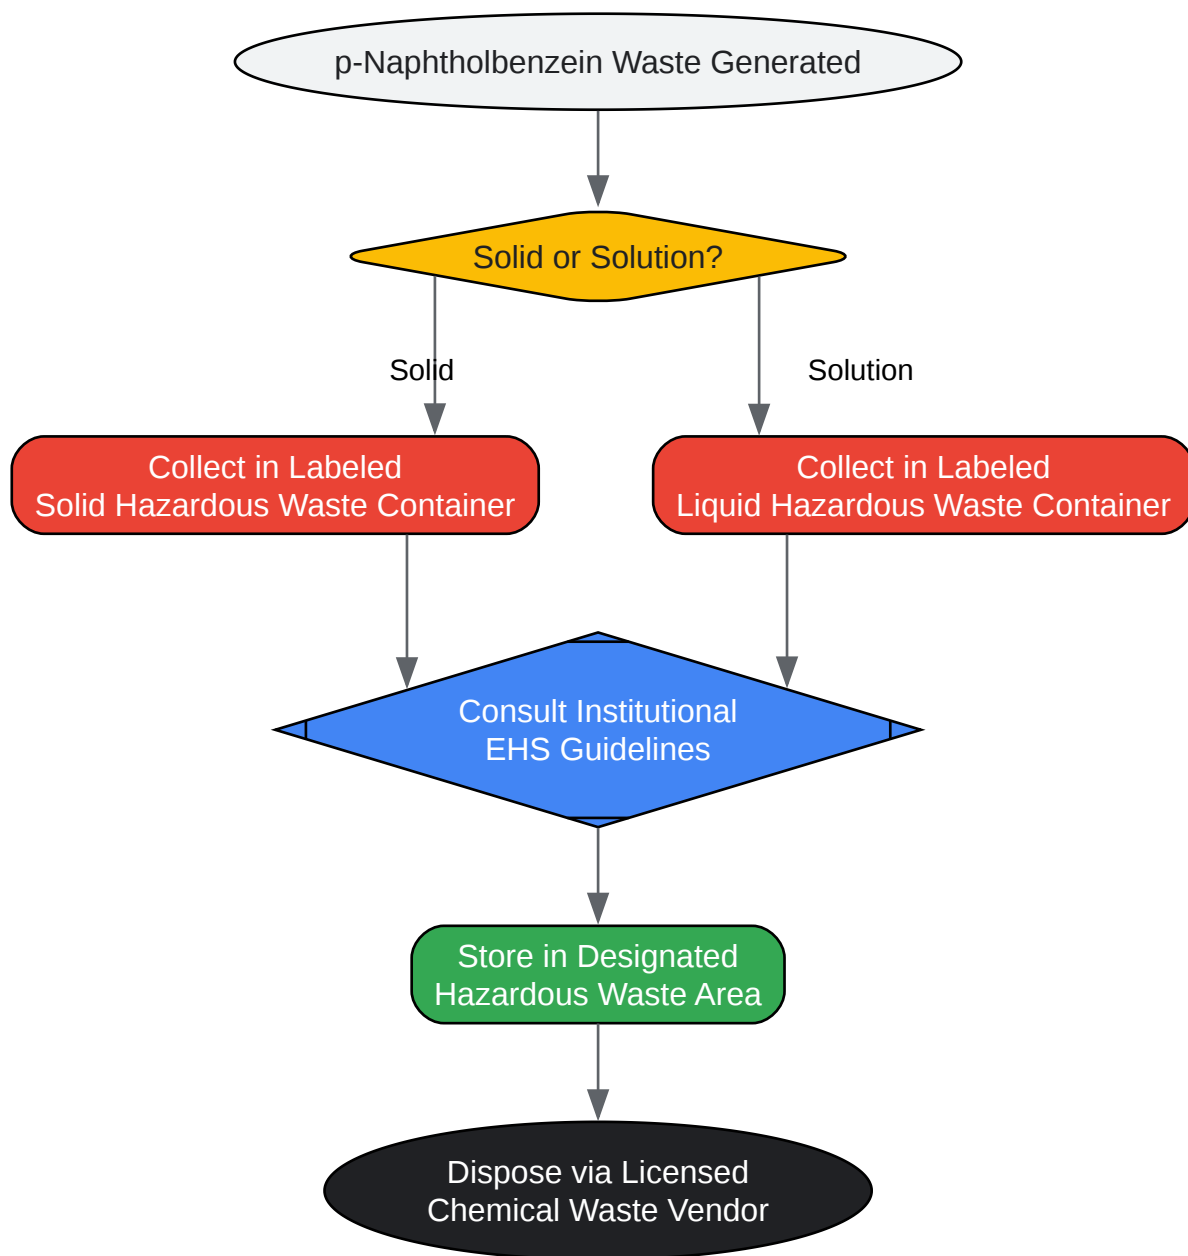 p-Naphtholbenzein Waste Generated
Solid or Solution?
Solid
Solution
Collect in Labeled
Solid Hazardous Waste Container
Collect in Labeled
Liquid Hazardous Waste Container
Consult Institutional
EHS Guidelines
Store in Designated
Hazardous Waste Area
Dispose via Licensed
Chemical Waste Vendor